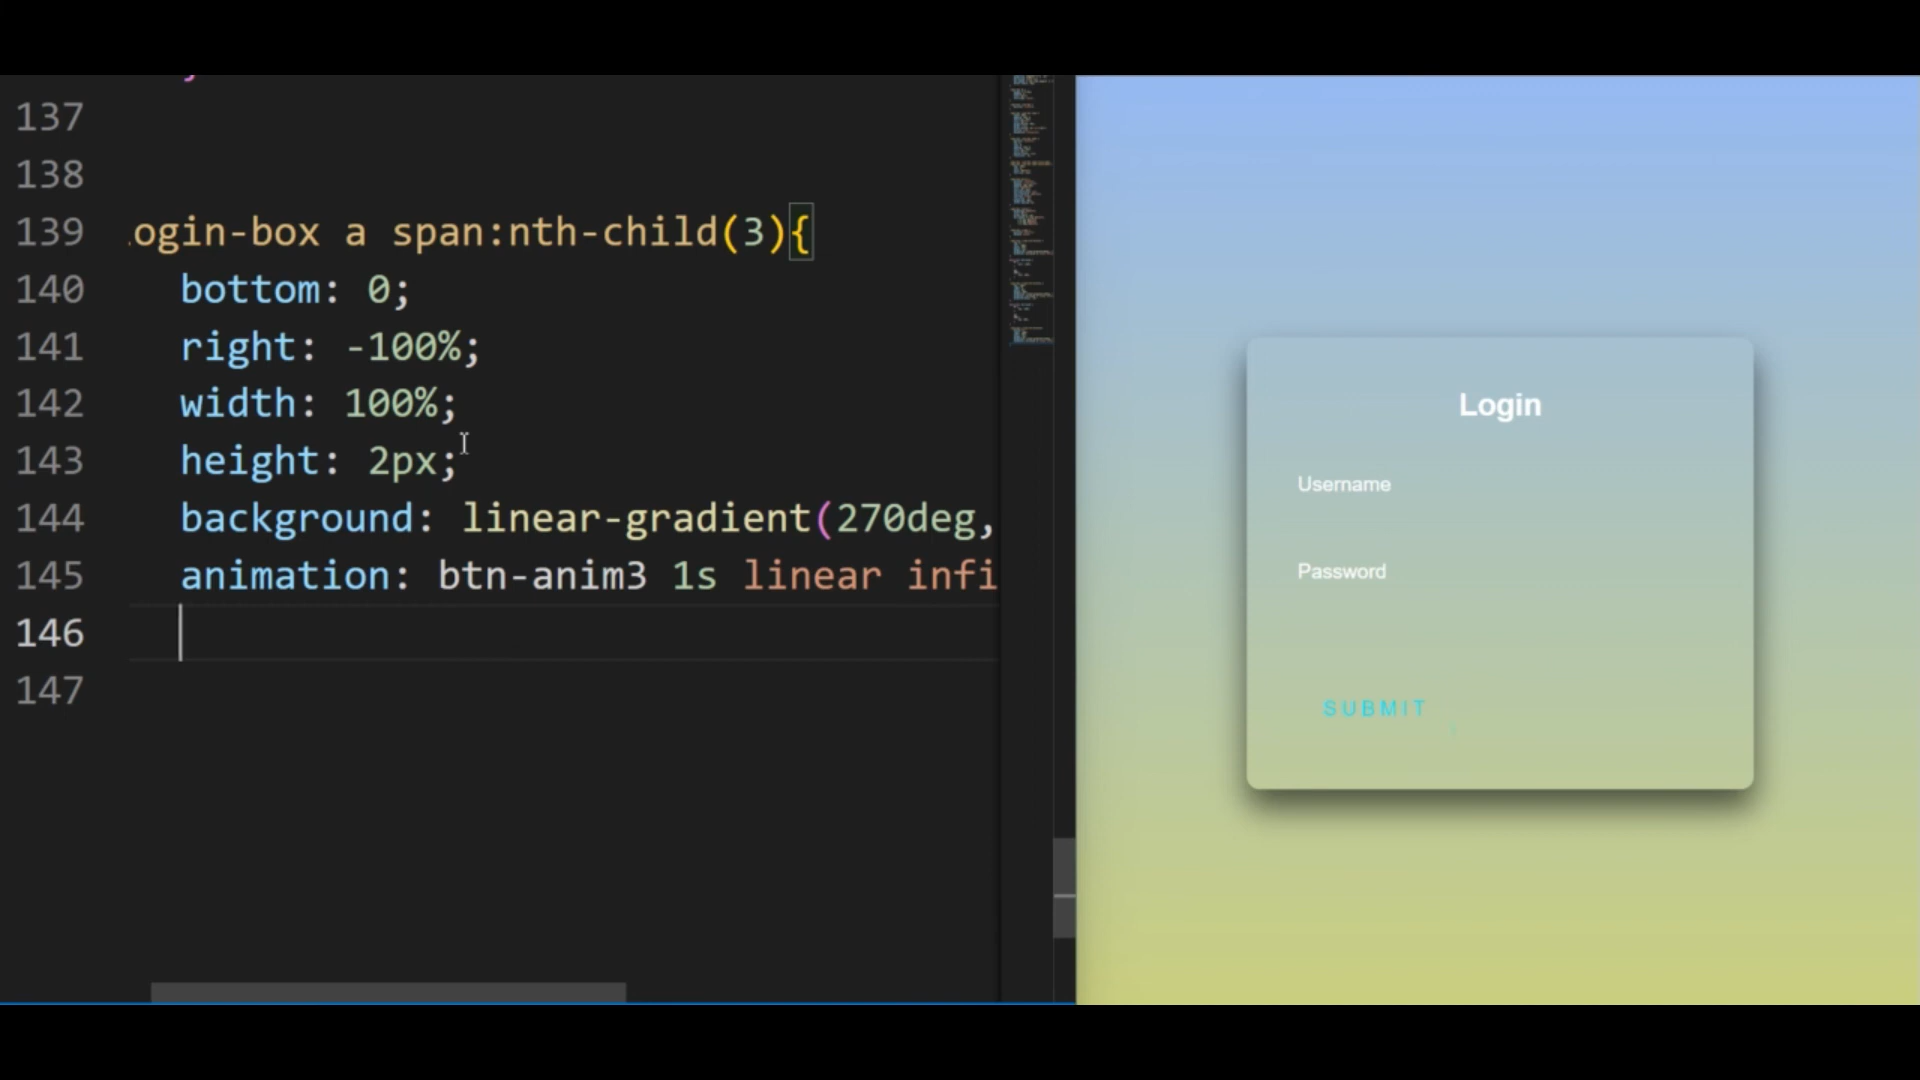 137
138
139 ogin-box a span:nth-child(3){
140 bottom: 0;
141 right: -100%;
142 width: 100%;
143 height: 2px;
144 background: linear-gradient(270deg,
145 animation: btn-anim3 1s linear infi
146
147
Login
Username
Password
SUBMIT